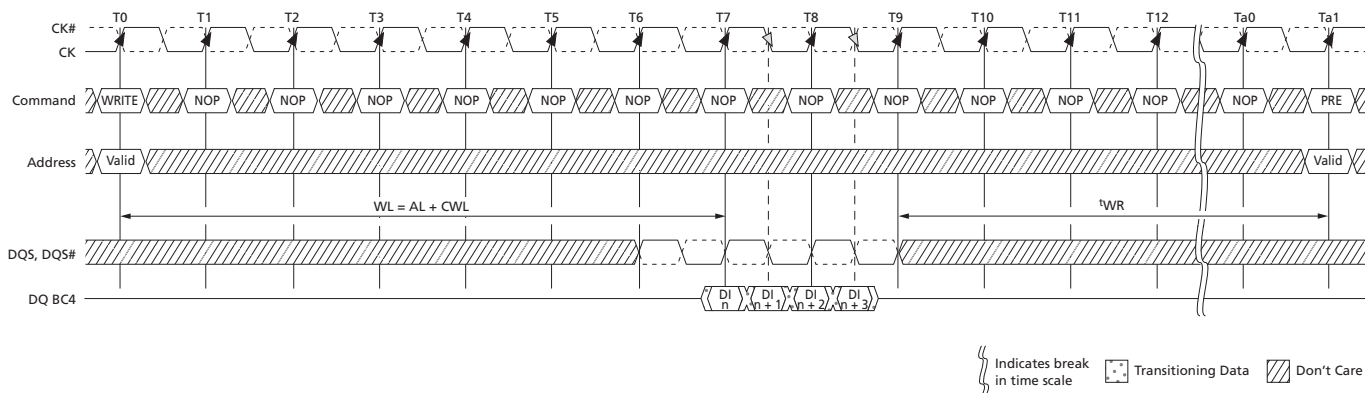 T0 T1 T2 T3 T4 T5 T6 T7 T8 T9 T10 T11 T12 Ta0 Ta1
CK#
CK
Command WRITE NOP NOP NOP NOP NOP NOP NOP NOP NOP NOP NOP NOP NOP PRE
Address Valid Valid
WL = AL + CWL tWR
DQS, DQS#
DQ BC4 DI n DI n + 1 DI n + 2 DI n + 3
Indicates break in time scale Transitioning Data Don't Care